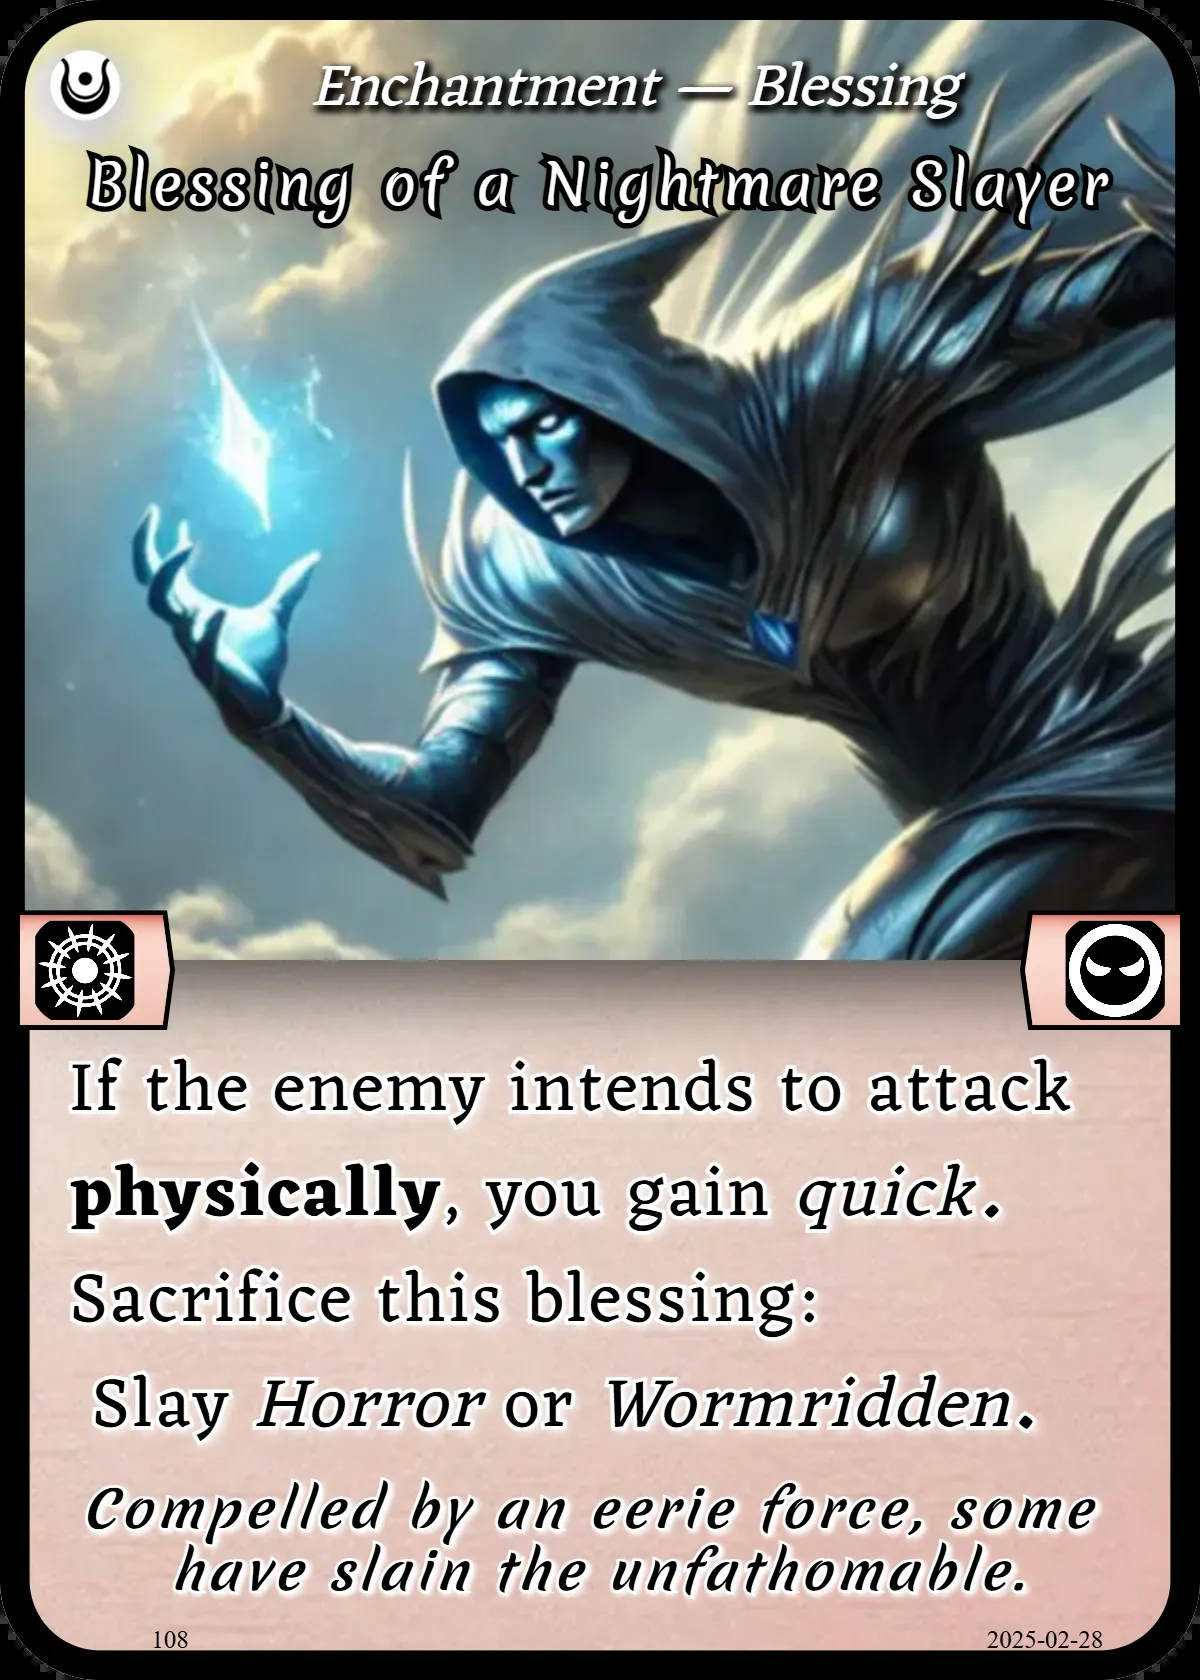 Enchantment — Blessing
Blessing of a Nightmare Slayer
If the enemy intends to attack
physically, you gain quick.
Sacrifice this blessing:
Slay Horror or Wormridden.
Compelled by an eerie force, some
have slain the unfathomable.
108
2025-02-28